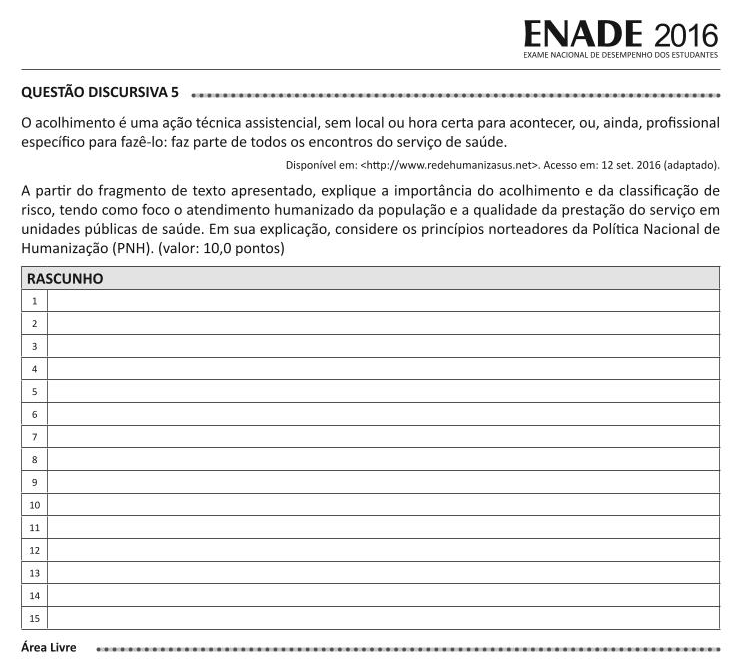 ENADE 2016
EXAME NACIONAL DE DESEMPENHO DOS ESTUDANTES
QUESTÃO DISCURSIVA 5
O acolhimento é uma ação técnica assistencial, sem local ou hora certa para acontecer, ou, ainda, profissional
específico para fazê-lo: faz parte de todos os encontros do serviço de saúde.
Disponível em: <http://www.redehumanizasus.net>. Acesso em: 12 set. 2016 (adaptado).
A partir do fragmento de texto apresentado, explique a importância do acolhimento e da classificação de
risco, tendo como foco o atendimento humanizado da população e a qualidade da prestação do serviço em
unidades públicas de saúde. Em sua explicação, considere os princípios norteadores da Política Nacional de
Humanização (PNH). (valor: 10,0 pontos)
RASCUNHO
1
2
3
4
5
6
7
8
9
10
11
12
13
14
15
Área Livre